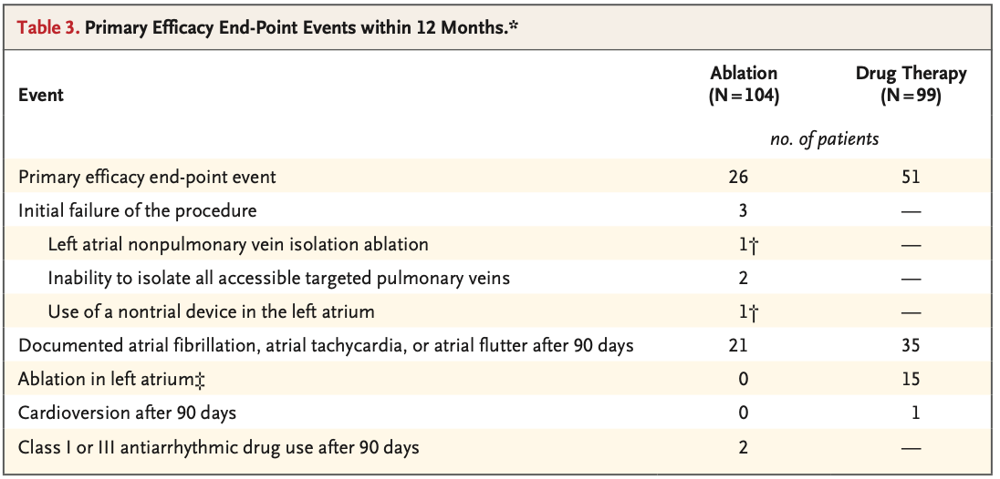 Table 3. Primary Efficacy End-Point Events within 12 Months.*
Event Ablation (N=104) Drug Therapy (N=99)
no. of patients
Primary efficacy end-point event 26 51
Initial failure of the procedure 3 —
Left atrial nonpulmonary vein isolation ablation 1† —
Inability to isolate all accessible targeted pulmonary veins 2 —
Use of a nontrial device in the left atrium 1† —
Documented atrial fibrillation, atrial tachycardia, or atrial flutter after 90 days 21 35
Ablation in left atrium‡ 0 15
Cardioversion after 90 days 0 1
Class I or III antiarrhythmic drug use after 90 days 2 —